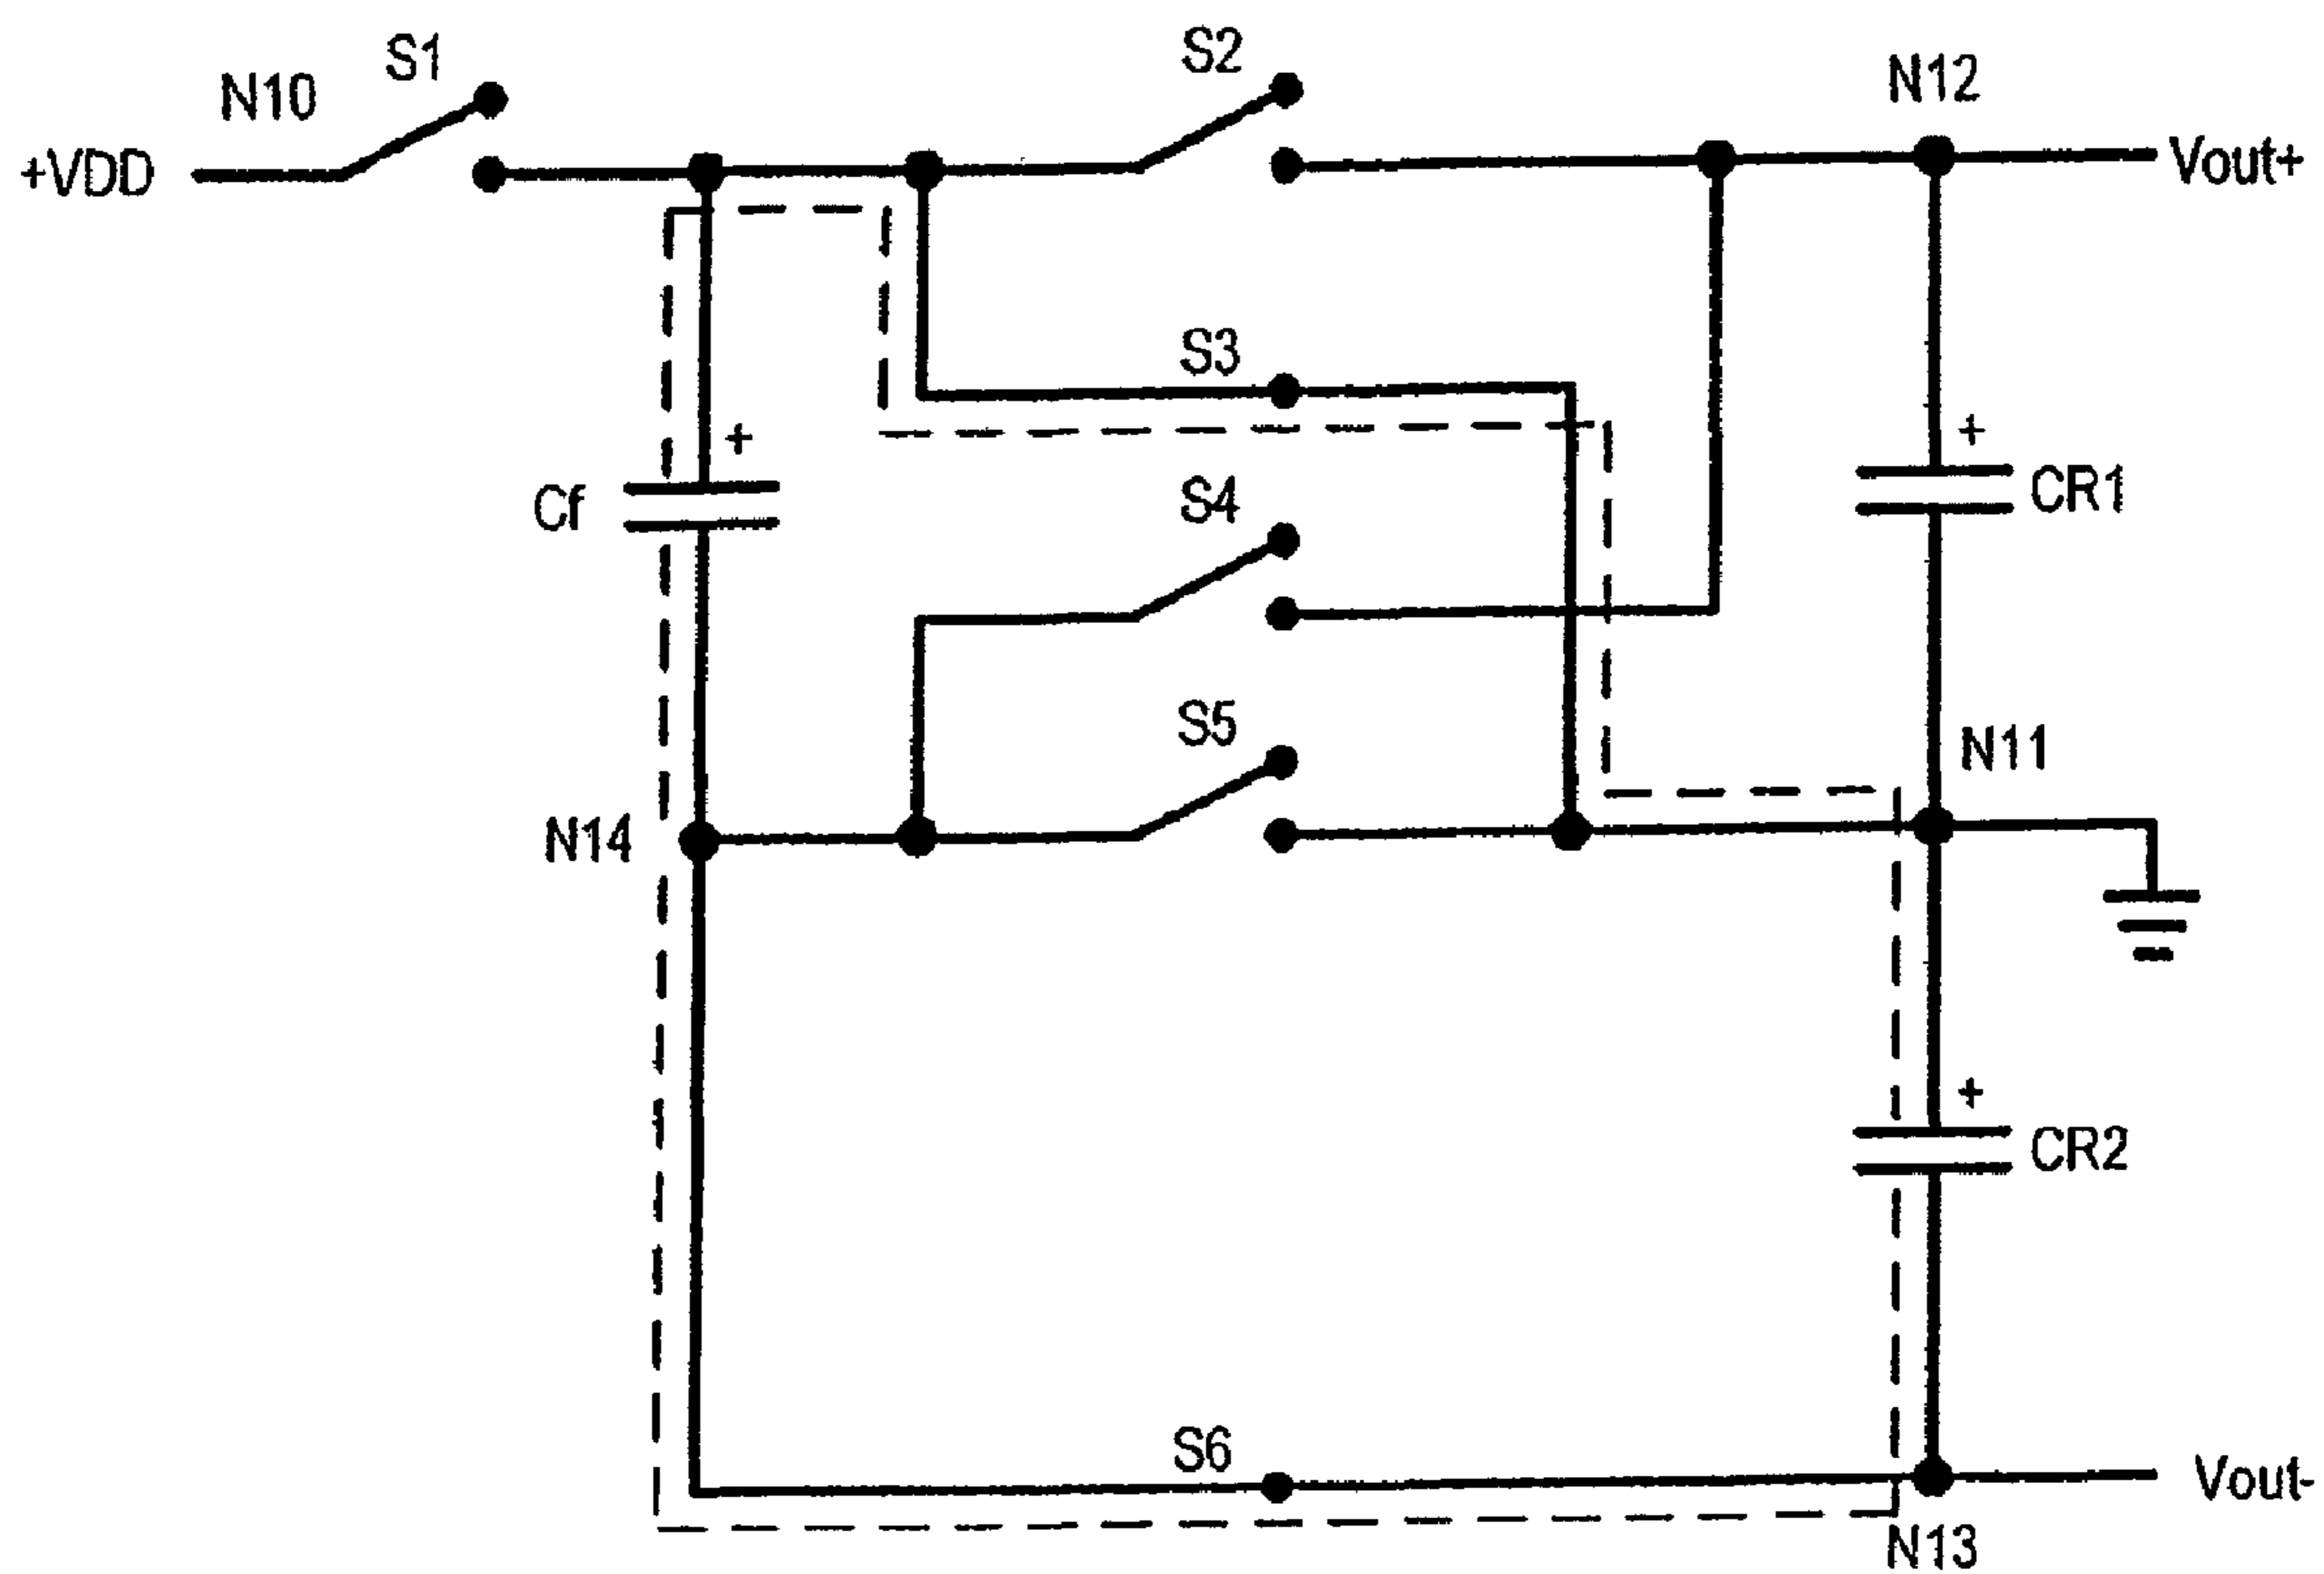 S1
S2
N10
N12
+VDD
Vout+
S3
+
+
Cf
S4
CR1
S5
N11
N14
+
CR2
S6
Vout-
N13